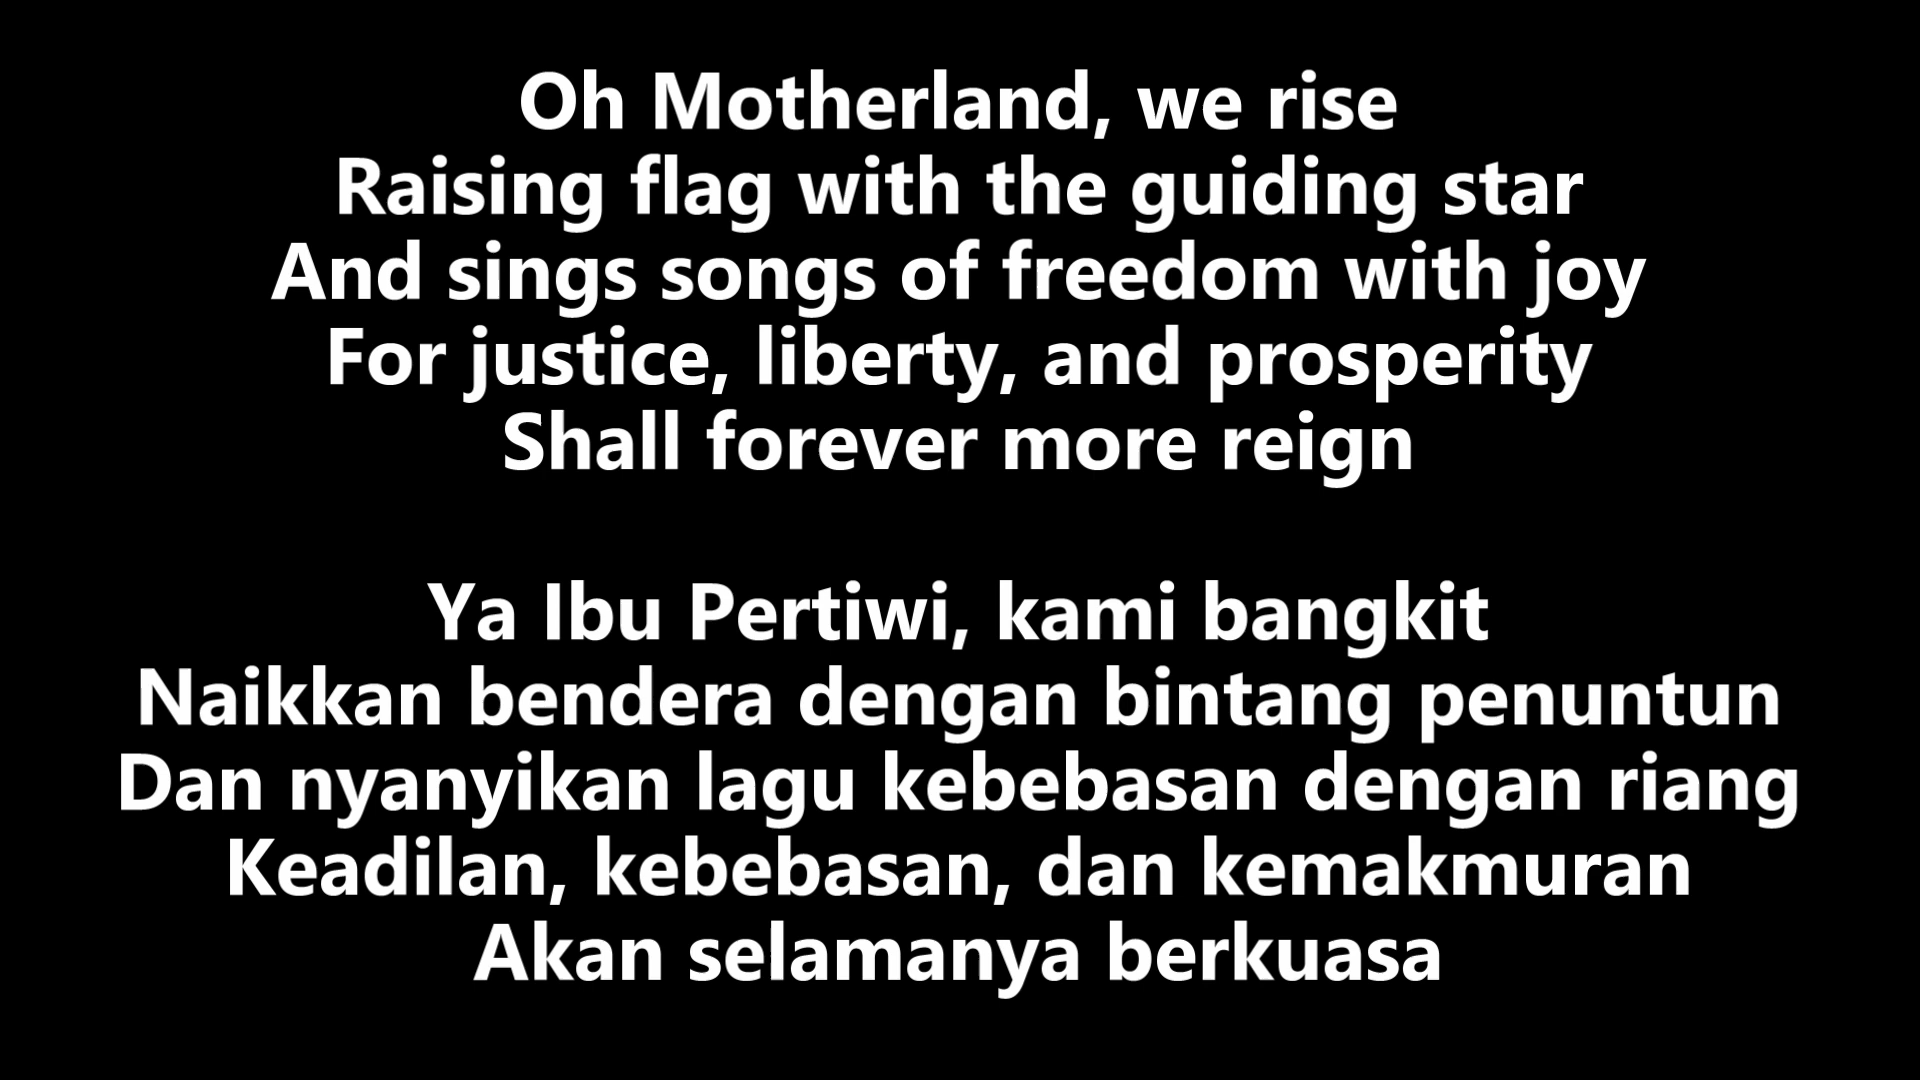 Oh Motherland, we rise
Raising flag with the guiding star
And sings songs of freedom with joy
For justice, liberty, and prosperity
Shall forever more reign
Ya Ibu Pertiwi, kami bangkit
Naikkan bendera dengan bintang penuntun
Dan nyanyikan lagu kebebasan dengan riang
Keadilan, kebebasan, dan kemakmuran
Akan selamanya berkuasa